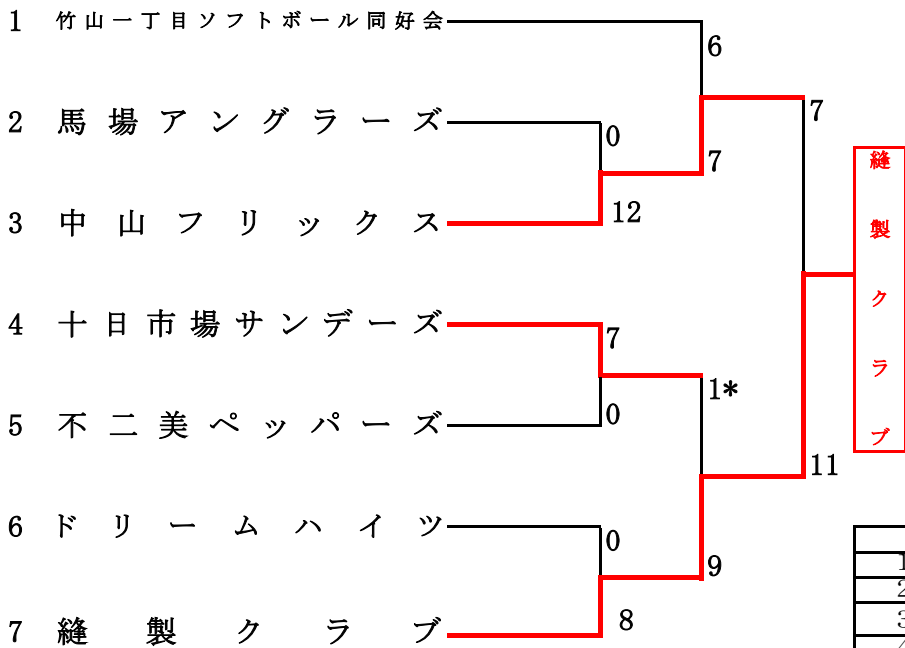 1 竹山一丁目ソフトボール同好会
6
2 馬場アングラーズ
0
7
7
3 中山フリックス
12
縫製クラブ
4 十日市場サンデーズ
7
1*
5 不二美ペッパーズ
0
11
6 ドリームハイツ
0
9
7 縫製クラブ
8
1
2
3